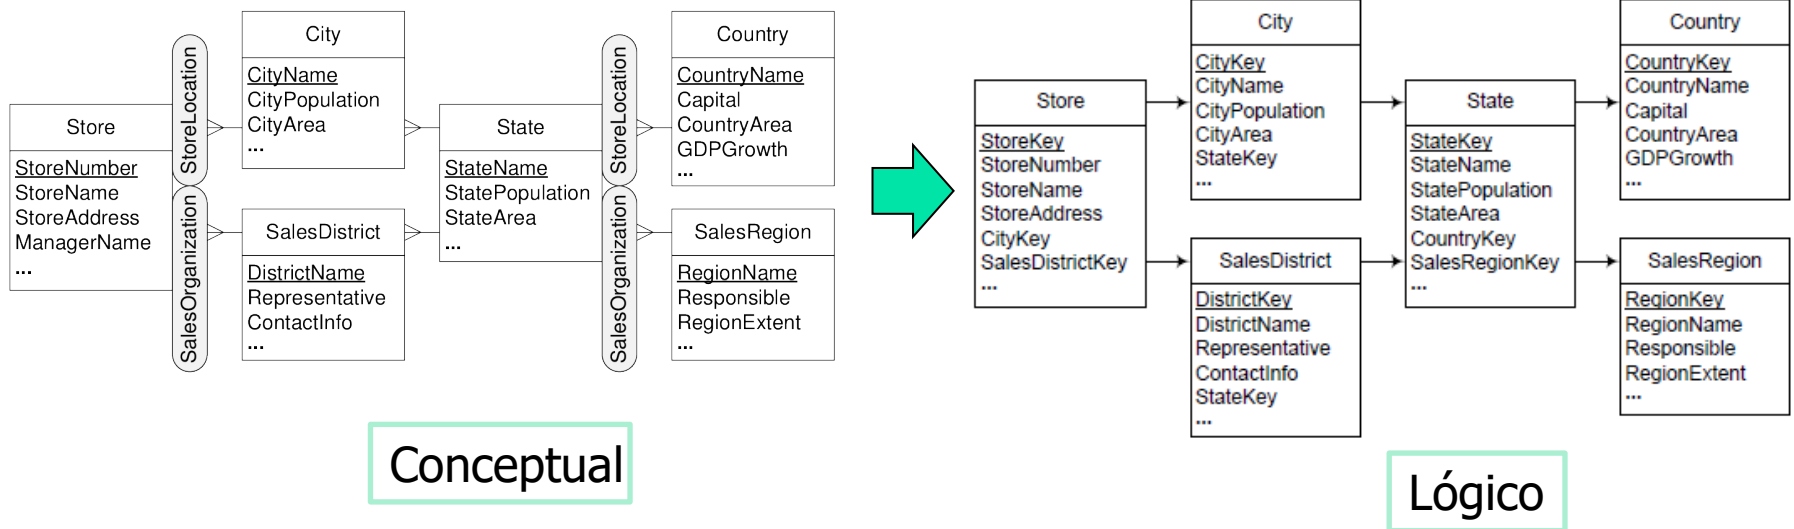 Store
StoreNumber
StoreName
StoreAddress
ManagerName
...
StoreLocation
SalesOrganization
City
CityName
CityPopulation
CityArea
...
SalesDistrict
DistrictName
Representative
ContactInfo
...
State
StateName
StatePopulation
StateArea
...
StoreLocation
SalesOrganization
Country
CountryName
Capital
CountryArea
GDPGrowth
...
SalesRegion
RegionName
Responsible
RegionExtent
...
Conceptual
Store
StoreKey
StoreNumber
StoreName
StoreAddress
CityKey
SalesDistrictKey
...
City
CityKey
CityName
CityPopulation
CityArea
StateKey
...
SalesDistrict
DistrictKey
DistrictName
Representative
ContactInfo
StateKey
...
State
StateKey
StateName
StatePopulation
StateArea
CountryKey
SalesRegionKey
...
Country
CountryKey
CountryName
Capital
CountryArea
GDPGrowth
...
SalesRegion
RegionKey
RegionName
Responsible
RegionExtent
...
Lógico